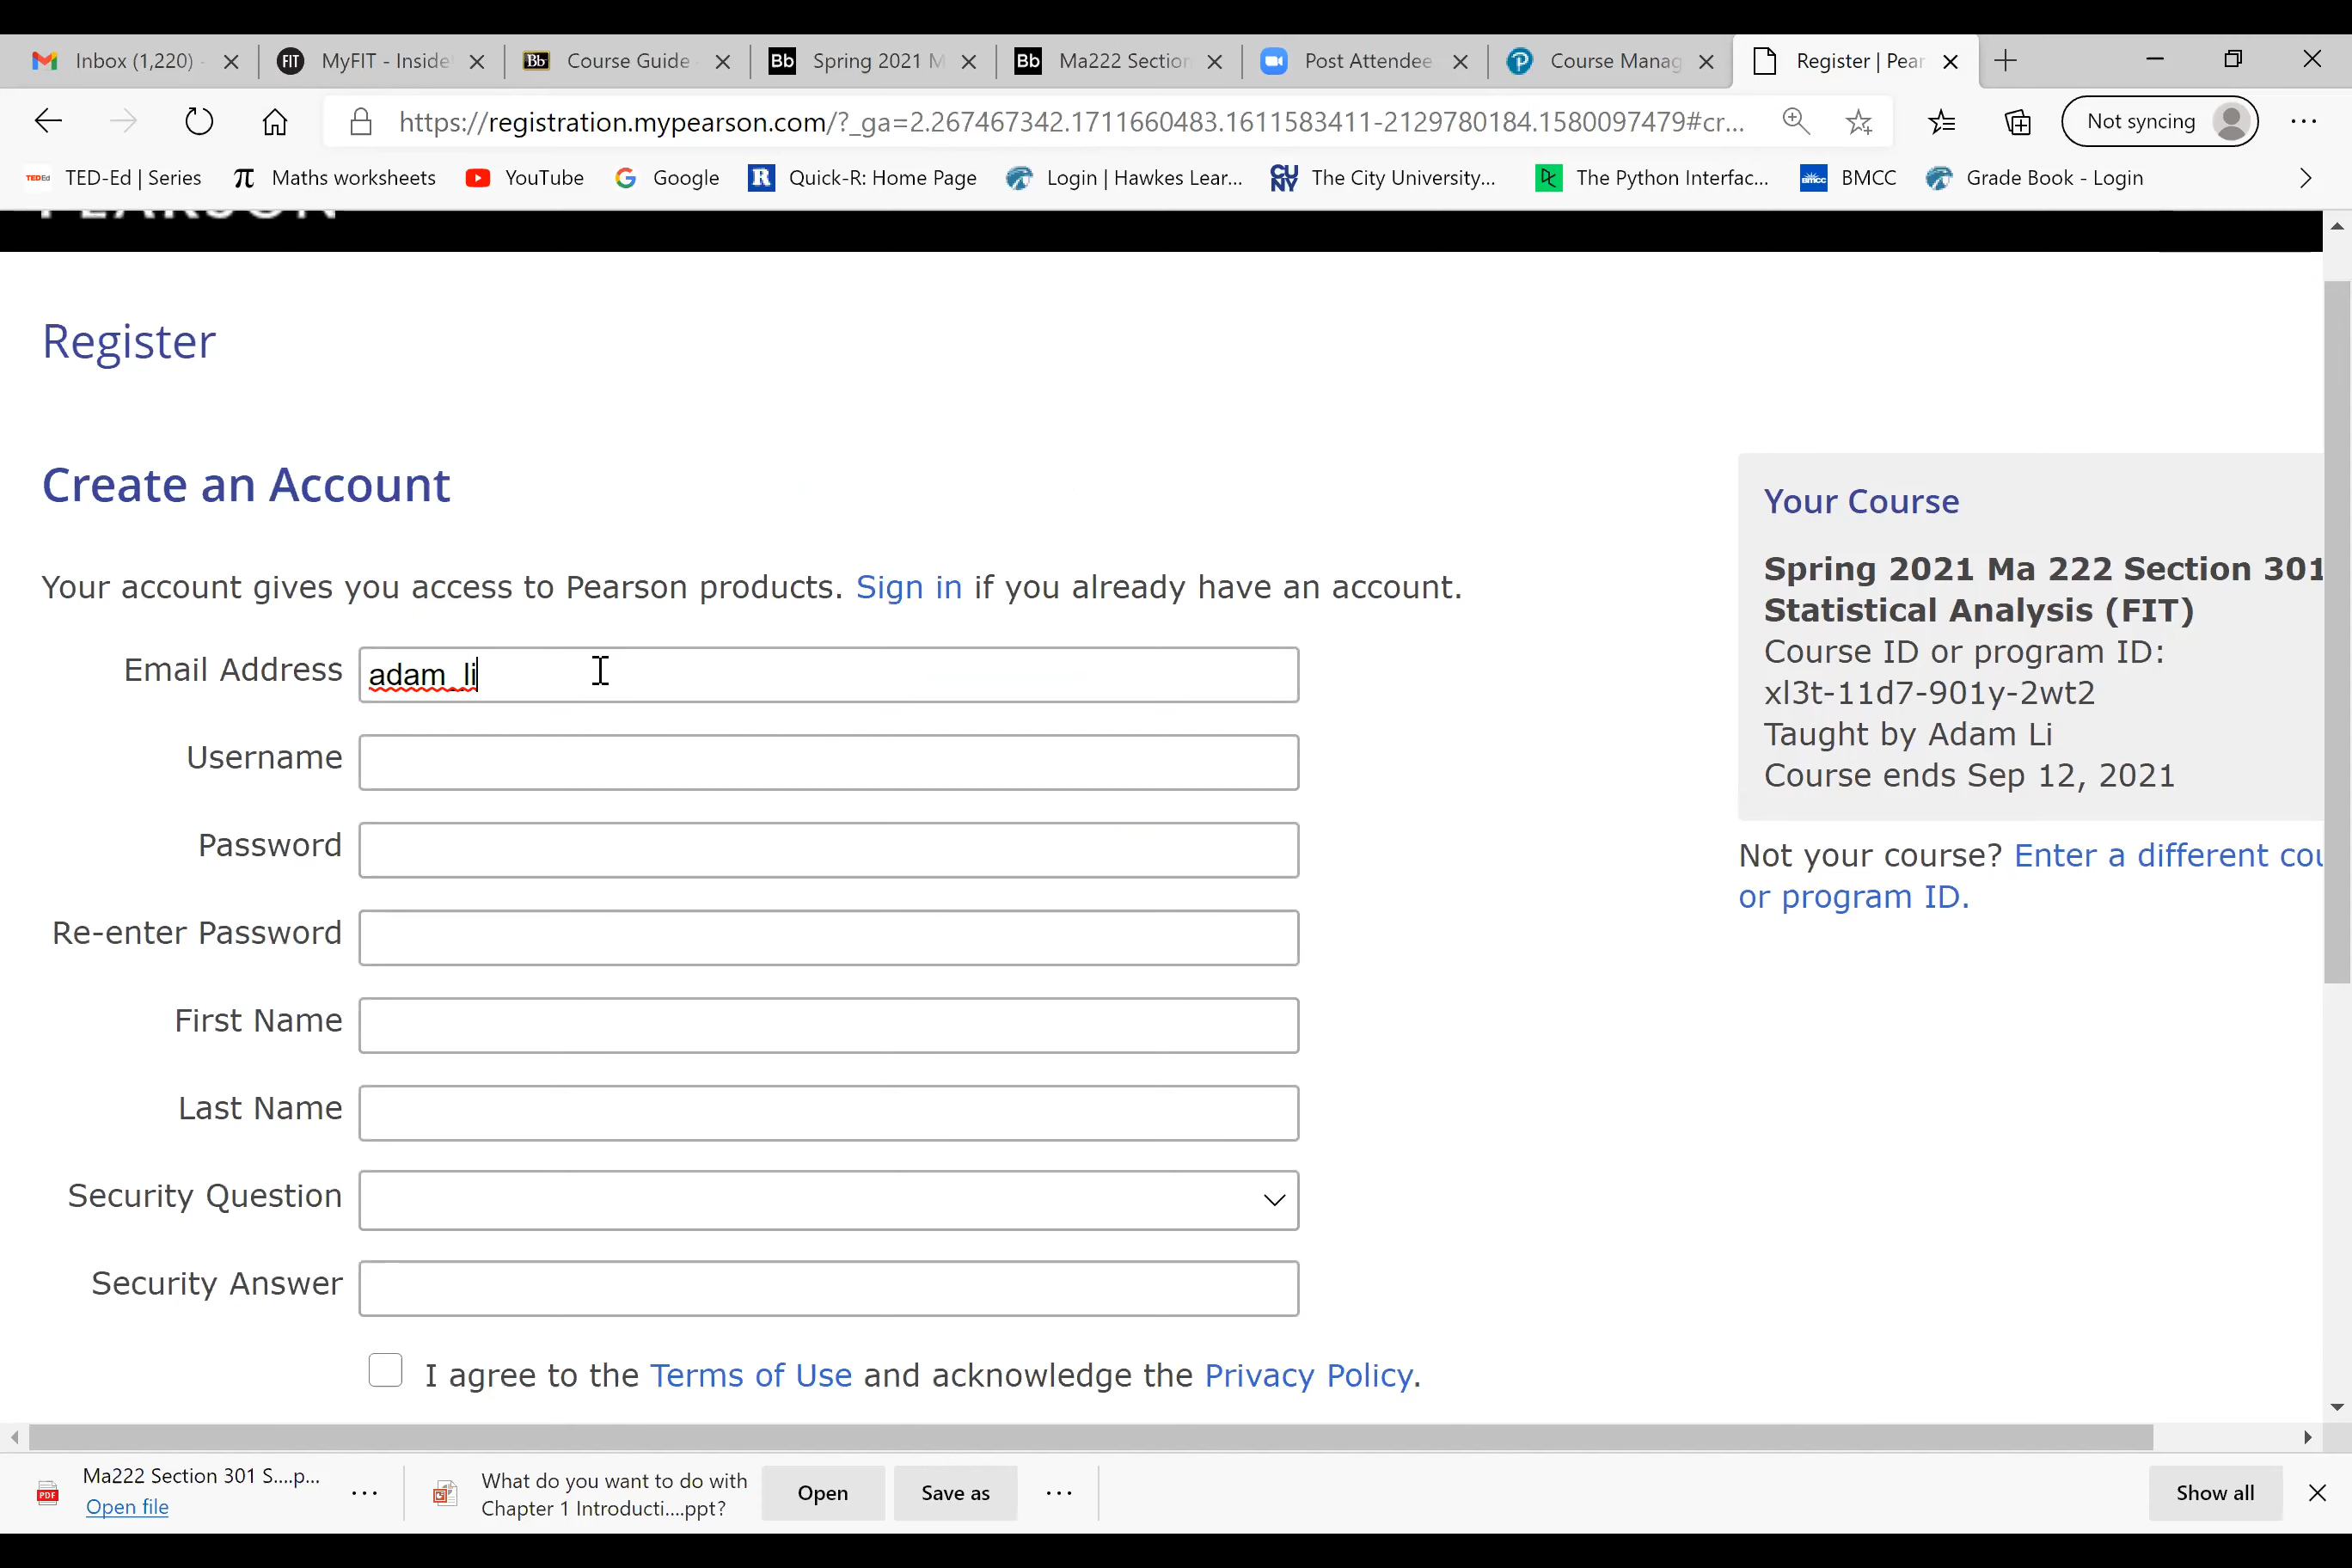 Inbox (1,220)
MyFIT - Inside
Course Guide
Spring 2021 M
Ma222 Section
Post Attendee
Course Manag
Register | Pear
https://registration.mypearson.com/?_ga=2.267467342.1711660483.1611583411-2129780184.1580097479#cr...
Not syncing
TED-Ed | Series
Maths worksheets
YouTube
Google
Quick-R: Home Page
Login | Hawkes Lear...
The City University...
The Python Interfac...
BMCC
Grade Book - Login
PEARSON
Register
Create an Account
Your account gives you access to Pearson products. Sign in if you already have an account.
Email Address
adam_li
Username
Password
Re-enter Password
First Name
Last Name
Security Question
Security Answer
I agree to the Terms of Use and acknowledge the Privacy Policy.
Your Course
Spring 2021 Ma 222 Section 301
Statistical Analysis (FIT)
Course ID or program ID:
xl3t-11d7-901y-2wt2
Taught by Adam Li
Course ends Sep 12, 2021
Not your course? Enter a different cou
or program ID.
Ma222 Section 301 S....p...
Open file
What do you want to do with
Chapter 1 Introducti....ppt?
Open
Save as
Show all